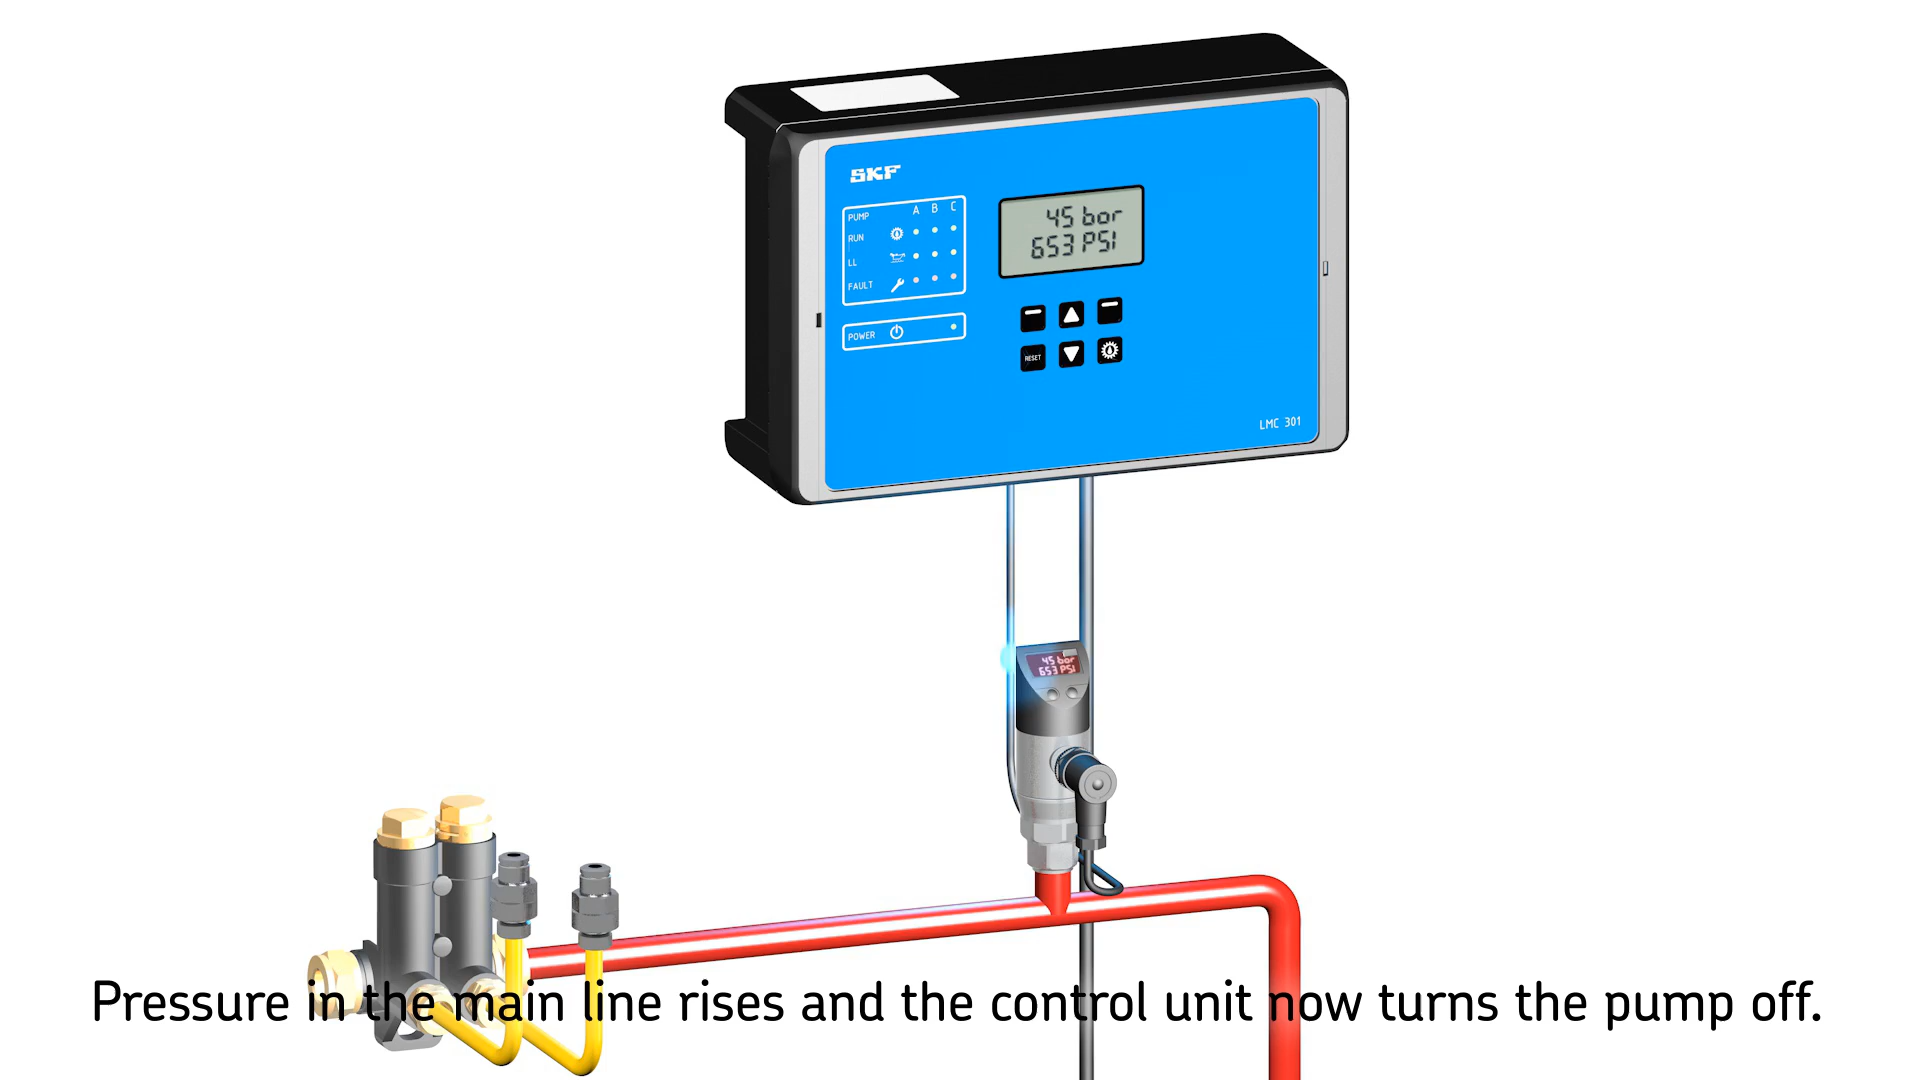 SKF
A B C
PUMP
RUN
LL
FAULT
POWER
45 bar
653 PSI
RESET
LMC 301
45 bar
653 PSI
Pressure in the main line rises and the control unit now turns the pump off.